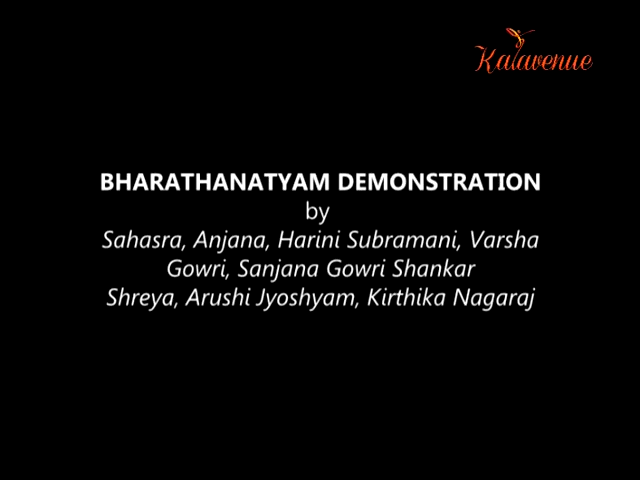 Kalavenue
BHARATHANATYAM DEMONSTRATION
by
Sahasra, Anjana, Harini Subramani, Varsha
Gowri, Sanjana Gowri Shankar
Shreya, Arushi Jyoshyam, Kirthika Nagaraj